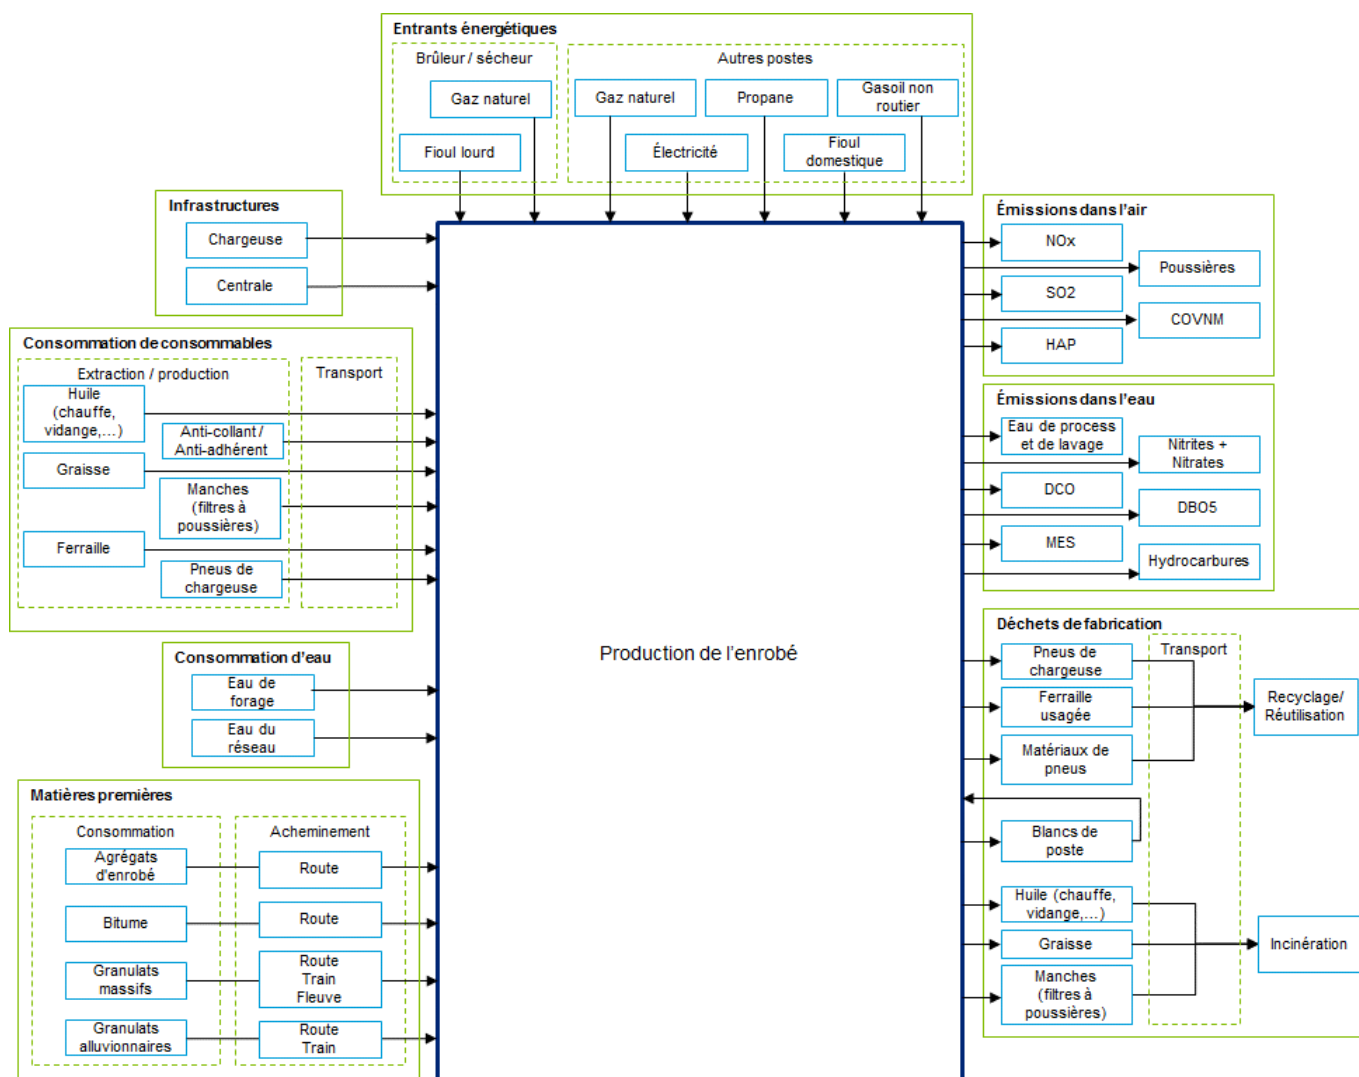 Entrants énergétiques
Brûleur / sécheur
Autres postes
Gaz naturel
Gaz naturel
Propane
Gasoil non
routier
Fioul lourd
Électricité
Fioul
domestique
Infrastructures
Chargeuse
Centrale
Consommation de consommables
Extraction / production
Transport
Huile
(chauffe,
vidange,...)
Anti-collant /
Anti-adhérent
Graisse
Manches
(filtres à
poussières)
Ferraille
Pneus de
chargeuse
Consommation d'eau
Eau de
forage
Eau du
réseau
Matières premières
Consommation
Acheminement
Agrégats
d'enrobé
Route
Bitume
Route
Granulats
massifs
Route
Train
Fleuve
Granulats
alluvionnaires
Route
Train
Production de l'enrobé
Émissions dans l'air
NOx
Poussières
SO2
COVNM
HAP
Émissions dans l'eau
Eau de process
et de lavage
Nitrites +
Nitrates
DCO
DBO5
MES
Hydrocarbures
Déchets de fabrication
Transport
Pneus de
chargeuse
Ferraille
usagée
Matériaux de
pneus
Recyclage/
Réutilisation
Blancs de
poste
Huile (chauffe,
vidange,...)
Graisse
Manches
(filtres à
poussières)
Incinération